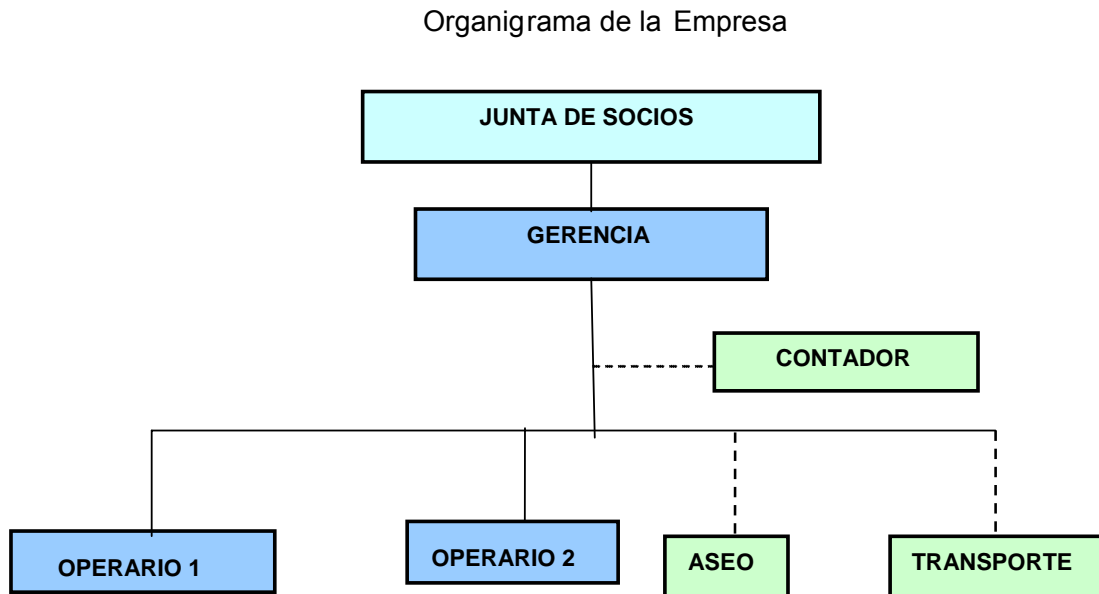 Organigrama de la Empresa
JUNTA DE SOCIOS
GERENCIA
CONTADOR
OPERARIO 1
OPERARIO 2
ASEO
TRANSPORTE